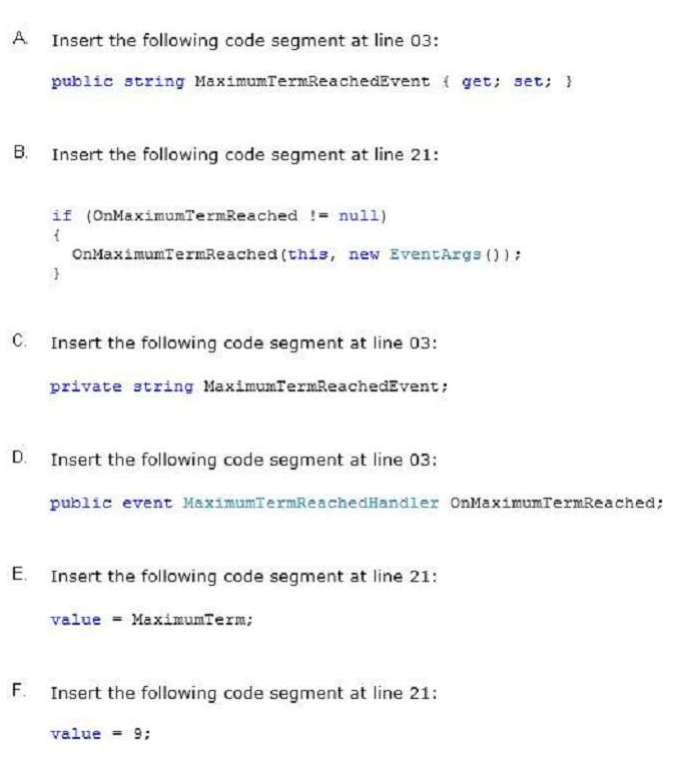 A. Insert the following code segment at line 03:
public string MaximumTermReachedEvent { get; set; }
B. Insert the following code segment at line 21:
if (OnMaximumTermReached != null)
{
OnMaximumTermReached(this, new EventArgs());
}
C. Insert the following code segment at line 03:
private string MaximumTermReachedEvent;
D. Insert the following code segment at line 03:
public event MaximumTermReachedHandler OnMaximumTermReached;
E. Insert the following code segment at line 21:
value = MaximumTerm;
F. Insert the following code segment at line 21:
value = 9;